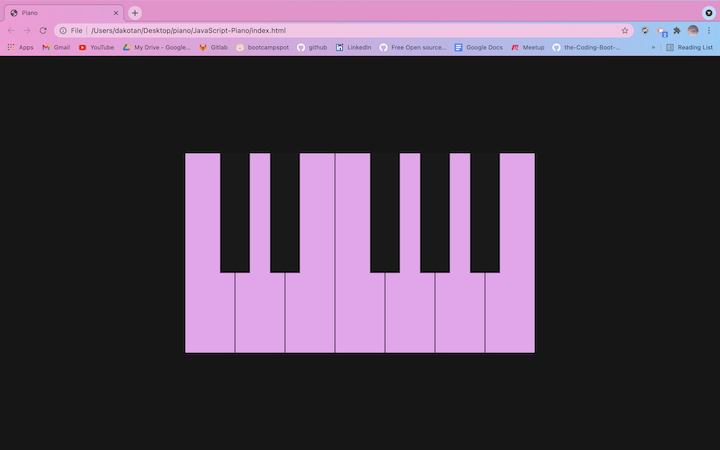 Piano
File /Users/dakotan/Desktop/piano/JavaScript-Piano/index.html
Apps Gmail YouTube My Drive - Google... Gitlab bootcampspot github LinkedIn Free Open source... Google Docs Meetup the-Coding-Boot-... » Reading List